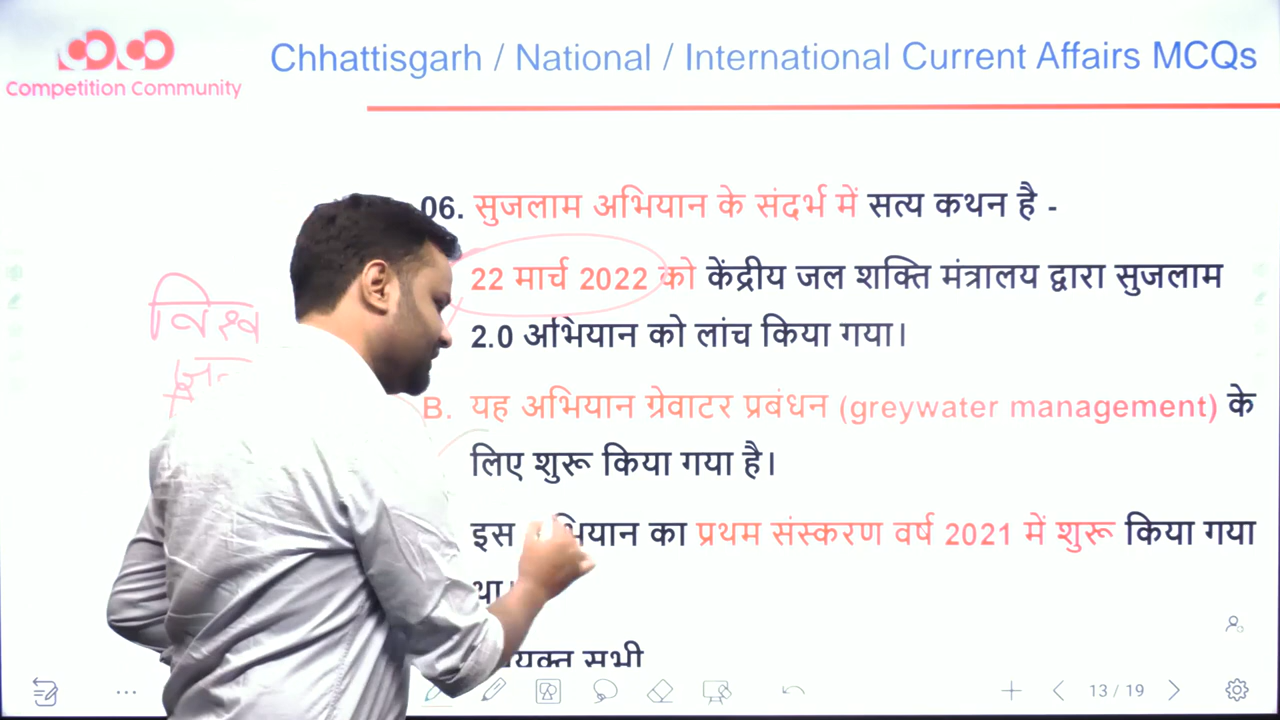 Competition Community
Chhattisgarh / National / International Current Affairs MCQs
06. सुजलाम अभियान के संदर्भ में सत्य कथन है -
22 मार्च 2022 को केंद्रीय जल शक्ति मंत्रालय द्वारा सुजलाम
2.0 अभियान को लांच किया गया।
विश्व
B. यह अभियान ग्रेवाटर प्रबंधन (greywater management) के
लिए शुरू किया गया है।
इस का प्रथम संस्करण वर्ष 2021 में शुरू किया गया
था।
सभी
13 / 19